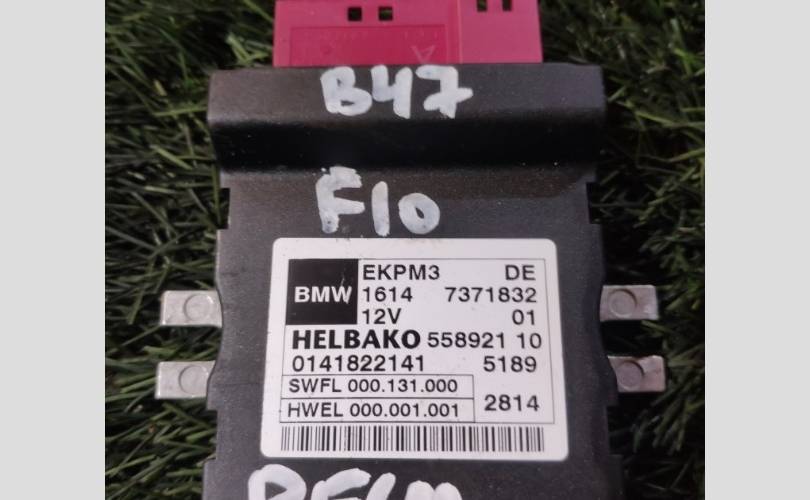 B47
F10
EKPM3 DE
BMW 1614 7371832
12V 01
HELBAKO 558921 10
0141822141 5189
SWFL 000.131.000
HWEL 000.001.001 2814